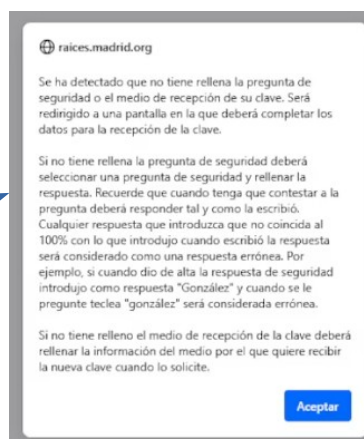 raices.madrid.org
Se ha detectado que no tiene rellena la pregunta de
seguridad o el medio de recepción de su clave. Será
redirigido a una pantalla en la que deberá completar los
datos para la recepción de la clave.
Si no tiene rellena la pregunta de seguridad deberá
seleccionar una pregunta de seguridad y rellenar la
respuesta. Recuerde que cuando tenga que contestar a la
pregunta deberá responder tal y como la escribió.
Cualquier respuesta que introduzca que no coincida al
100% con lo que introdujo cuando escribió la respuesta
será considerado como una respuesta errónea. Por
ejemplo, si cuando dio de alta la respuesta de seguridad
introdujo como respuesta "González" y cuando se le
pregunte teclea "gonzález" será considerada errónea.
Si no tiene relleno el medio de recepción de la clave deberá
rellenar la información del medio por el que quiere recibir
la nueva clave cuando lo solicite.
Aceptar